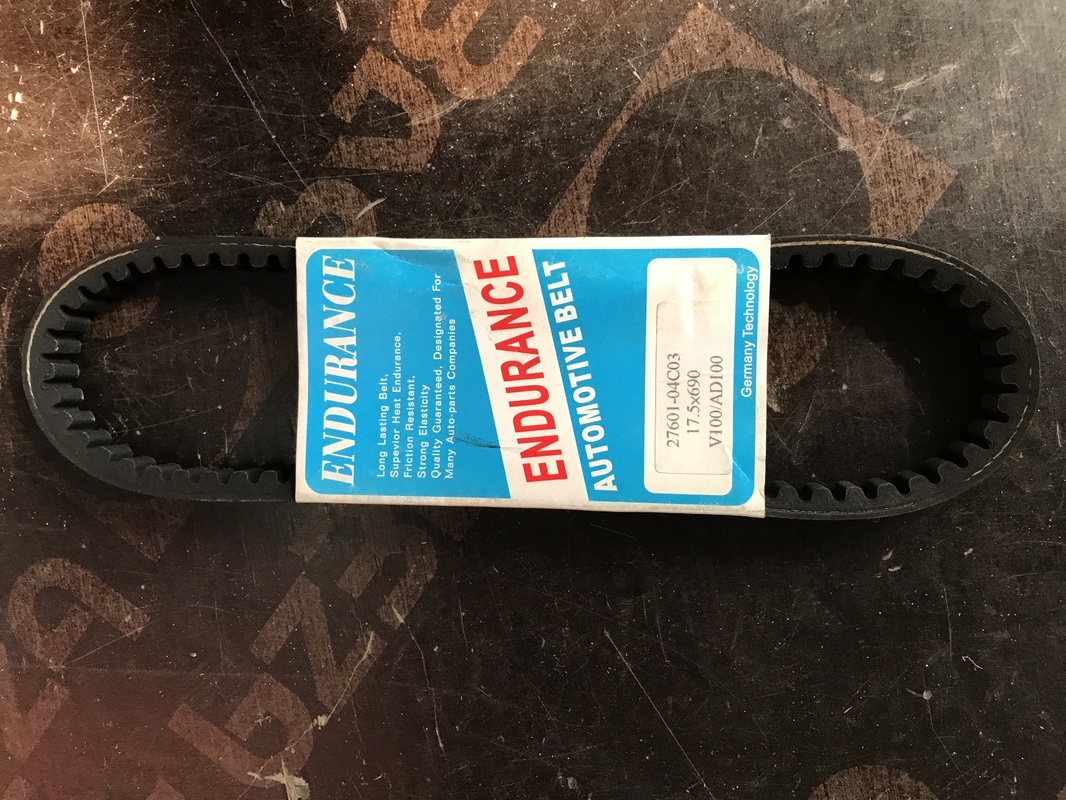 ENDURANCE
Long Lasting Belt,
Supevior Heat Endurance,
Friction Resistant,
Strong Elasticity
Quality Guaranteed, Designated For
Many Auto-parts Companies
ENDURANCE
AUTOMOTIVE BELT
27601-04C03
17.5x690
V100/AD100
Germany Technology